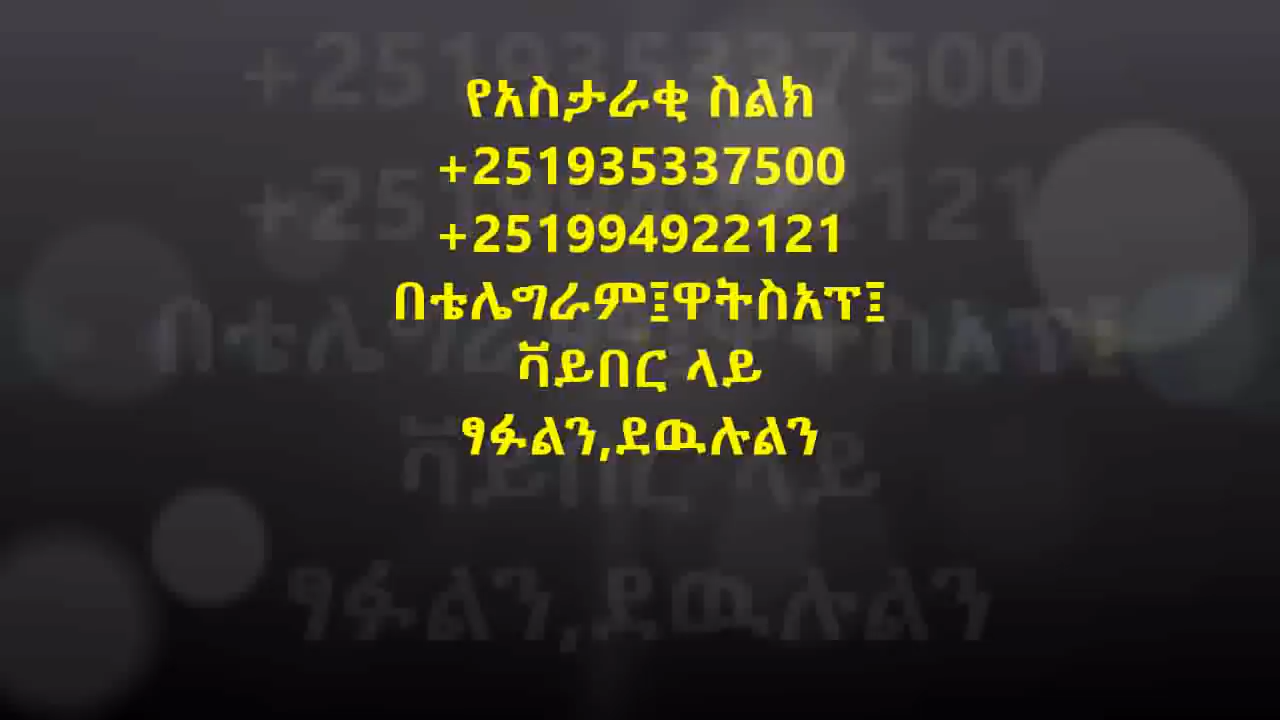 የአስታራቂ ስልክ
+251935337500
+251994922121
በቴሌግራም፤ዋትስአፕ፤
ቫይበር ላይ
ፃፉልን,ደዉሉልን